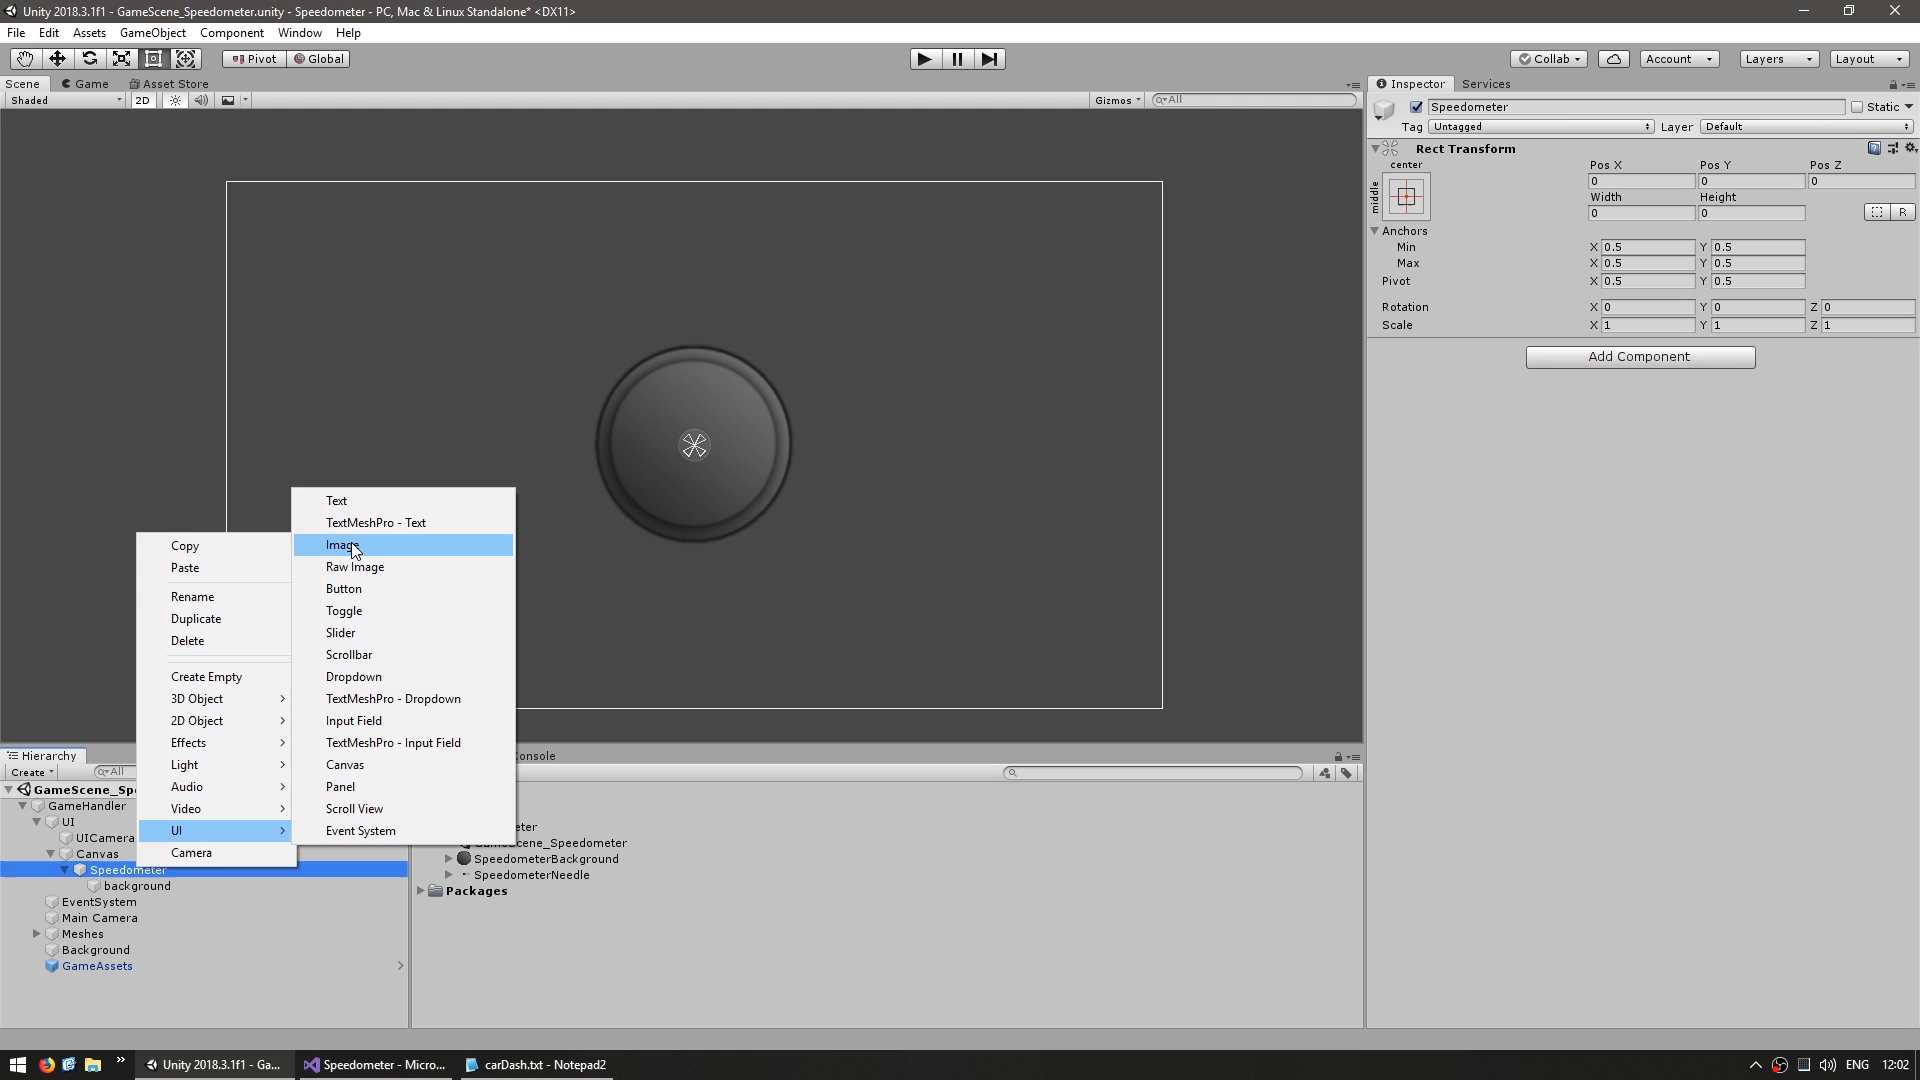 Unity 2018.3.1f1 - GameScene_Speedometer.unity - Speedometer - PC, Mac & Linux Standalone* <DX11>
File Edit Assets GameObject Component Window Help
Pivot Global Collab Account Layers Layout
Scene Game Asset Store
Shaded 2D Gizmos All
Inspector Services
Speedometer Static
Tag Untagged Layer Default
Rect Transform
center
middle
Pos X Pos Y Pos Z
0 0 0
Width Height
0 0 R
Anchors
Min X 0.5 Y 0.5
Max X 0.5 Y 0.5
Pivot X 0.5 Y 0.5
Rotation X 0 Y 0 Z 0
Scale X 1 Y 1 Z 1
Add Component
Text
TextMeshPro - Text
Image
Raw Image
Button
Toggle
Slider
Scrollbar
Dropdown
TextMeshPro - Dropdown
Input Field
TextMeshPro - Input Field
Canvas
Panel
Scroll View
Event System
Copy
Paste
Rename
Duplicate
Delete
Create Empty
3D Object
2D Object
Effects
Light
Audio
Video
UI
Camera
Hierarchy
Create All
GameScene_Spe
GameHandler
UI
UICamera
Canvas
Speedometer
background
EventSystem
Main Camera
Meshes
Background
GameAssets
Console
eter
GameScene_Speedometer
SpeedometerBackground
SpeedometerNeedle
Packages
Unity 2018.3.1f1 - Ga... Speedometer - Micro... carDash.txt - Notepad2 ENG 12:02